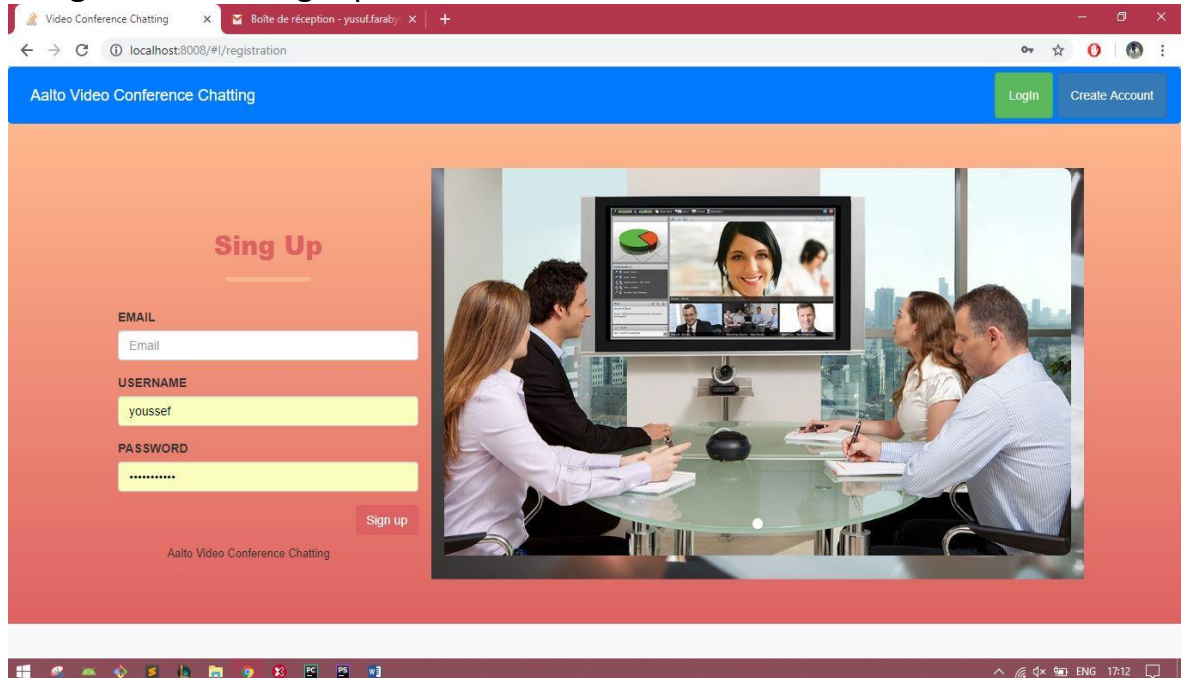 Video Conference Chatting
Boîte de réception - yusuf.faraby
localhost:8008/#!/registration
Aalto Video Conference Chatting
LogIn
Create Account
Sing Up
EMAIL
Email
USERNAME
youssef
PASSWORD
Sign up
Aalto Video Conference Chatting
ENG 17:12